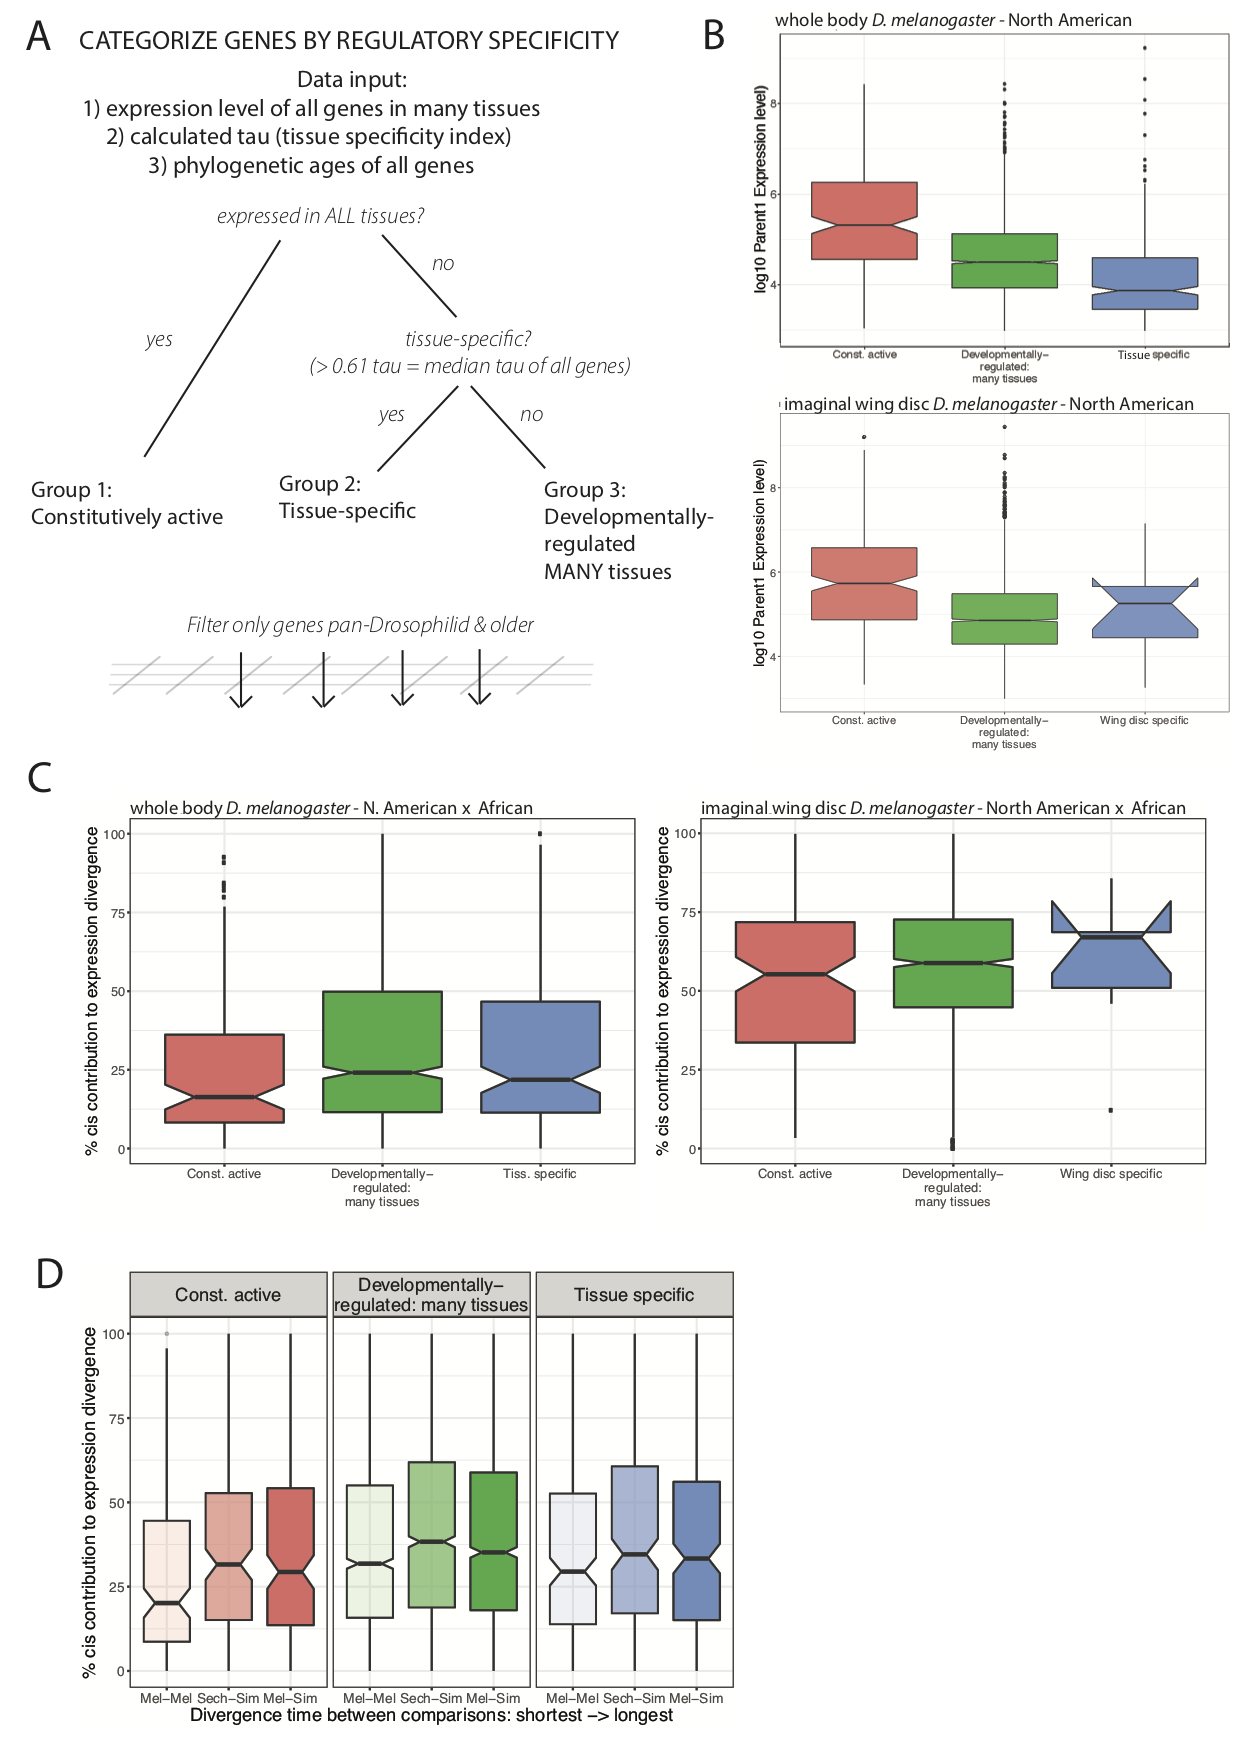 A
CATEGORIZE GENES BY REGULATORY SPECIFICITY
Data input:
1) expression level of all genes in many tissues
2) calculated tau (tissue specificity index)
3) phylogenetic ages of all genes
expressed in ALL tissues?
no
yes
tissue-specific?
(> 0.61 tau = median tau of all genes)
yes
no
Group 1:
Constitutively active
Group 2:
Tissue-specific
Group 3:
Developmentally-
regulated
MANY tissues
Filter only genes pan-Drosophilid & older
B
whole body D. melanogaster - North American
log10 Parent1 Expression level)
8
6
4
Const. active
Developmentally–
regulated:
many tissues
Tissue specific
imaginal wing disc D. melanogaster - North American
log10 Parent1 Expression level)
8
6
4
Const. active
Developmentally–
regulated:
many tissues
Wing disc specific
C
whole body D. melanogaster - N. American x African
% cis contribution to expression divergence
100
75
50
25
0
Const. active
Developmentally–
regulated:
many tissues
Tiss. specific
imaginal wing disc D. melanogaster - North American x African
% cis contribution to expression divergence
100
75
50
25
0
Const. active
Developmentally–
regulated:
many tissues
Wing disc specific
D
Const. active
Developmentally–
regulated: many tissues
Tissue specific
% cis contribution to expression divergence
100
75
50
25
0
Mel–Mel Sech–Sim Mel–Sim
Mel–Mel Sech–Sim Mel–Sim
Mel–Mel Sech–Sim Mel–Sim
Divergence time between comparisons: shortest –> longest